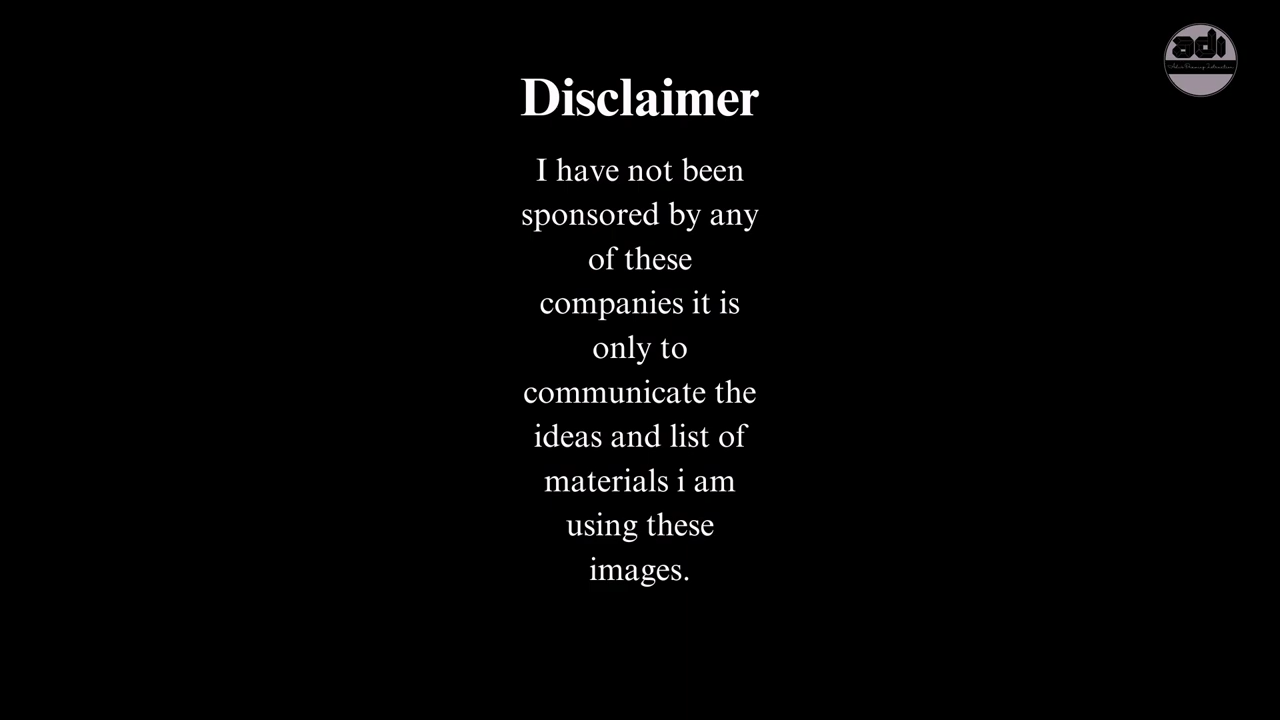 adi
Disclaimer
I have not been
sponsored by any
of these
companies it is
only to
communicate the
ideas and list of
materials i am
using these
images.